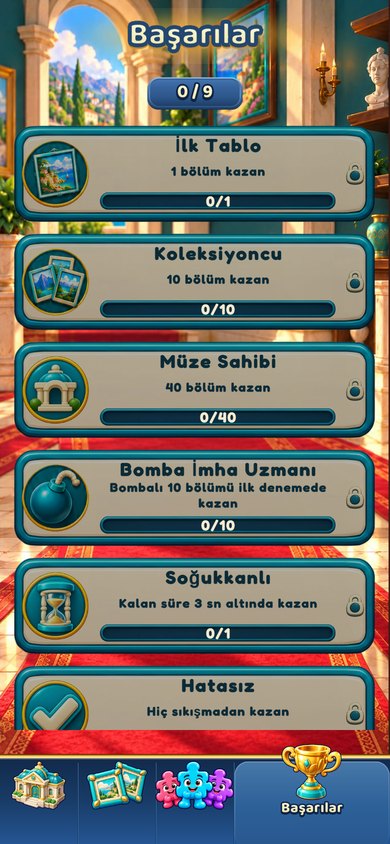 Başarılar
0/9
İlk Tablo
1 bölüm kazan
0/1
Koleksiyoncu
10 bölüm kazan
0/10
Müze Sahibi
40 bölüm kazan
0/40
Bomba İmha Uzmanı
Bombalı 10 bölümü ilk denemede
kazan
0/10
Soğukkanlı
Kalan süre 3 sn altında kazan
0/1
Hatasız
Hiç sıkışmadan kazan
Başarılar